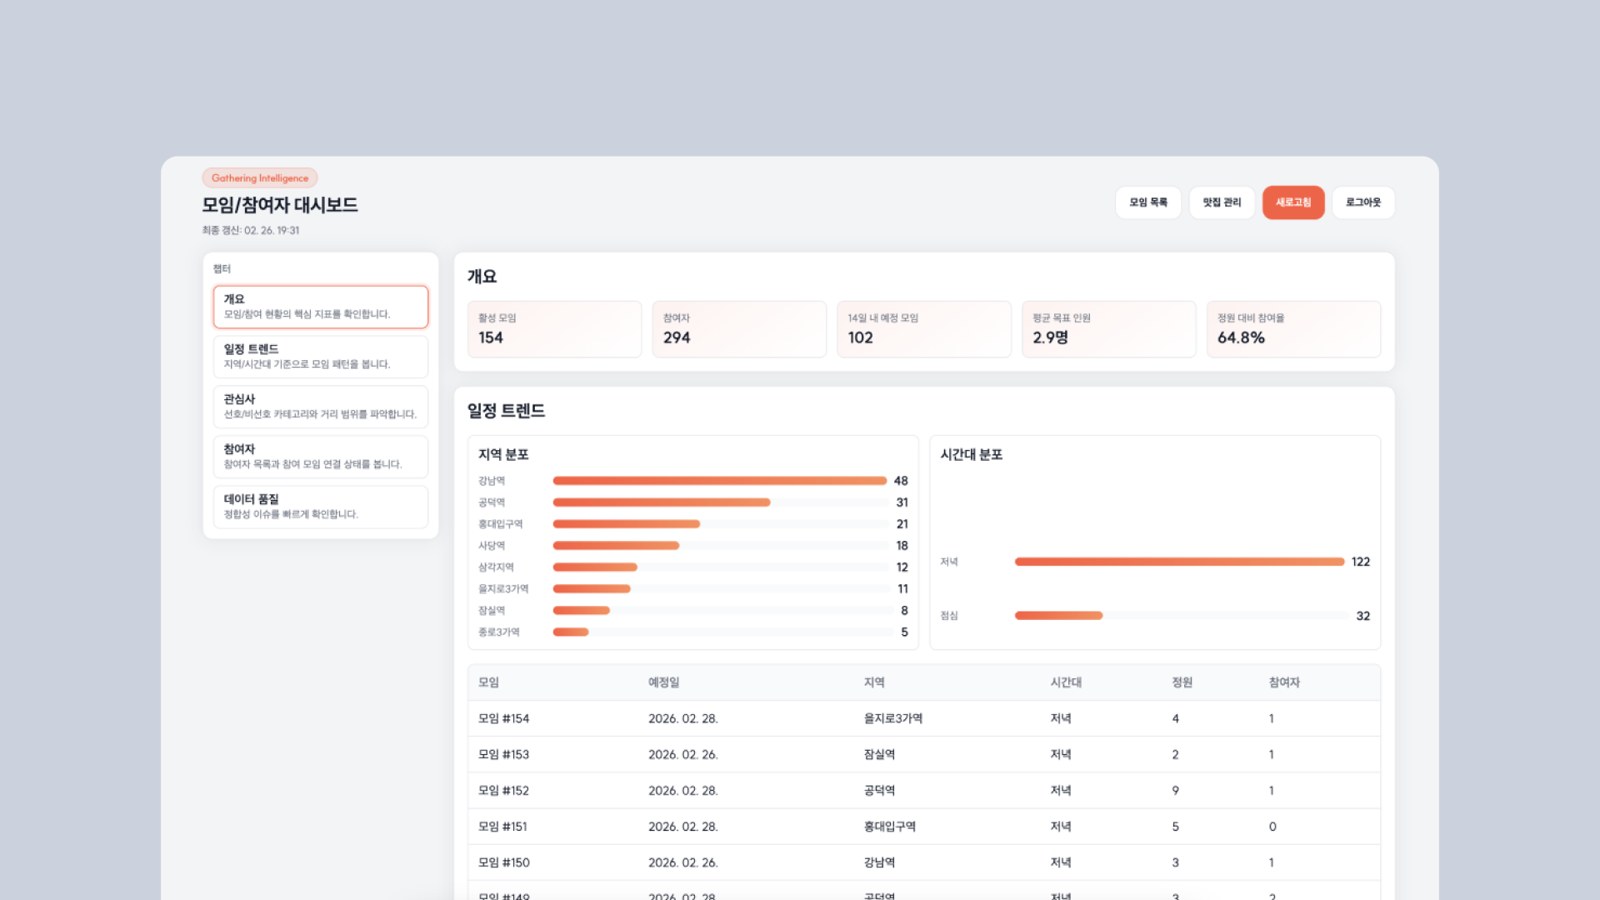 Gathering Intelligence
모임/참여자 대시보드
최종 갱신: 02. 26. 19:31
모임 목록
맛집 관리
새로고침
로그아웃
챕터
개요
모임/참여 현황의 핵심 지표를 확인합니다.
일정 트렌드
지역/시간대 기준으로 모임 패턴을 봅니다.
관심사
선호/비선호 카테고리와 거리 범위를 파악합니다.
참여자
참여자 목록과 참여 모임 연결 상태를 봅니다.
데이터 품질
정합성 이슈를 빠르게 확인합니다.
개요
활성 모임
154
참여자
294
14일 내 예정 모임
102
평균 목표 인원
2.9명
정원 대비 참여율
64.8%
일정 트렌드
지역 분포
강남역 48
공덕역 31
홍대입구역 21
사당역 18
삼각지역 12
을지로3가역 11
잠실역 8
종로3가역 5
시간대 분포
저녁 122
점심 32
모임 예정일 지역 시간대 정원 참여자
모임 #154 2026. 02. 28. 을지로3가역 저녁 4 1
모임 #153 2026. 02. 26. 잠실역 저녁 2 1
모임 #152 2026. 02. 28. 공덕역 저녁 9 1
모임 #151 2026. 02. 28. 홍대입구역 저녁 5 0
모임 #150 2026. 02. 26. 강남역 저녁 3 1
모임 #149 2026. 02. 28. 공덕역 저녁 3 2